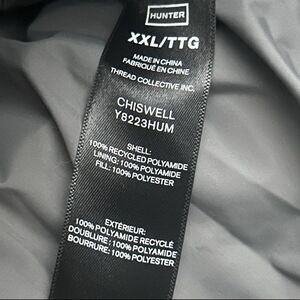 HUNTER
XXL/TTG
MADE IN CHINA
FABRIQUÉ EN CHINE
THREAD COLLECTIVE INC.
CHISWELL
Y8223HUM
SHELL:
100% RECYCLED POLYAMIDE
LINING: 100% POLYAMIDE
FILL: 100% POLYESTER
EXTÉRIEUR:
100% POLYAMIDE RECYCLÉ
DOUBLURE: 100% POLYAMIDE
BOURRURE: 100% POLYESTER